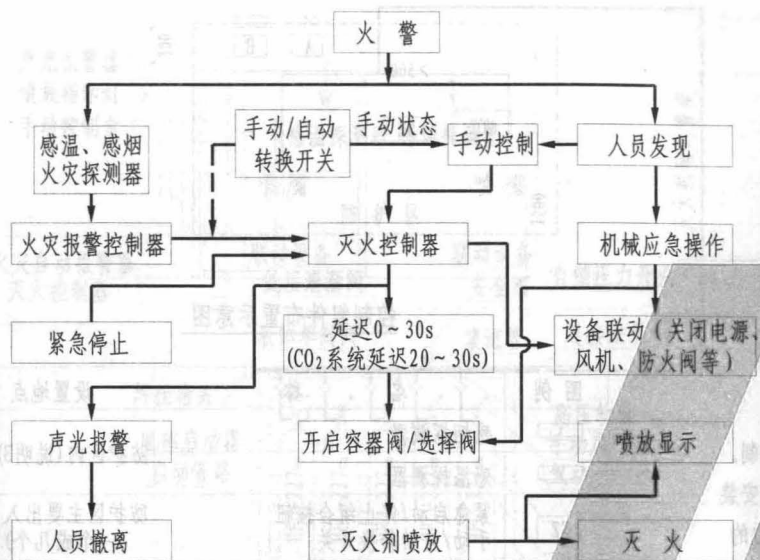 火 警
感温、感烟
火灾探测器
手动/自动
转换开关
手动状态
手动控制
人员发现
火灾报警控制器
灭火控制器
机械应急操作
紧急停止
延迟0~30s
(CO₂系统延迟20~30s)
设备联动（关闭电源、
风机、防火阀等）
声光报警
开启容器阀/选择阀
喷放显示
人员撤离
灭火剂喷放
灭 火